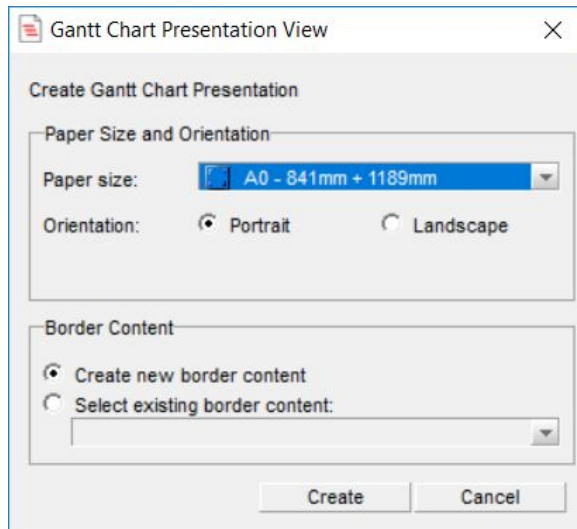 Gantt Chart Presentation View
Create Gantt Chart Presentation
Paper Size and Orientation
Paper size: A0 - 841mm + 1189mm
Orientation: Portrait Landscape
Border Content
Create new border content
Select existing border content:
Create Cancel